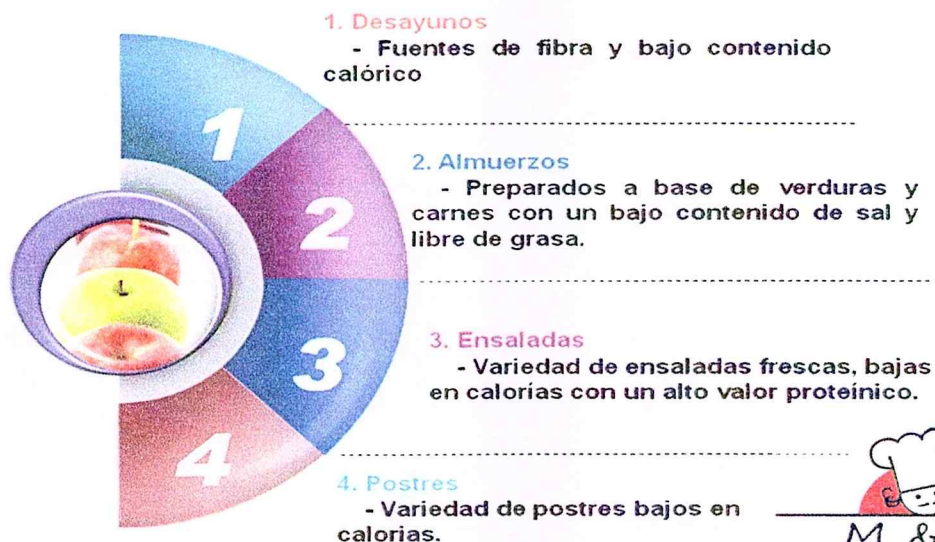 1. Desayunos
- Fuentes de fibra y bajo contenido
calórico
1
2. Almuerzos
- Preparados a base de verduras y
carnes con un bajo contenido de sal y
libre de grasa.
2
3. Ensaladas
- Variedad de ensaladas frescas, bajas
en calorías con un alto valor proteínico.
3
4. Postres
- Variedad de postres bajos en
calorias.
4
M &